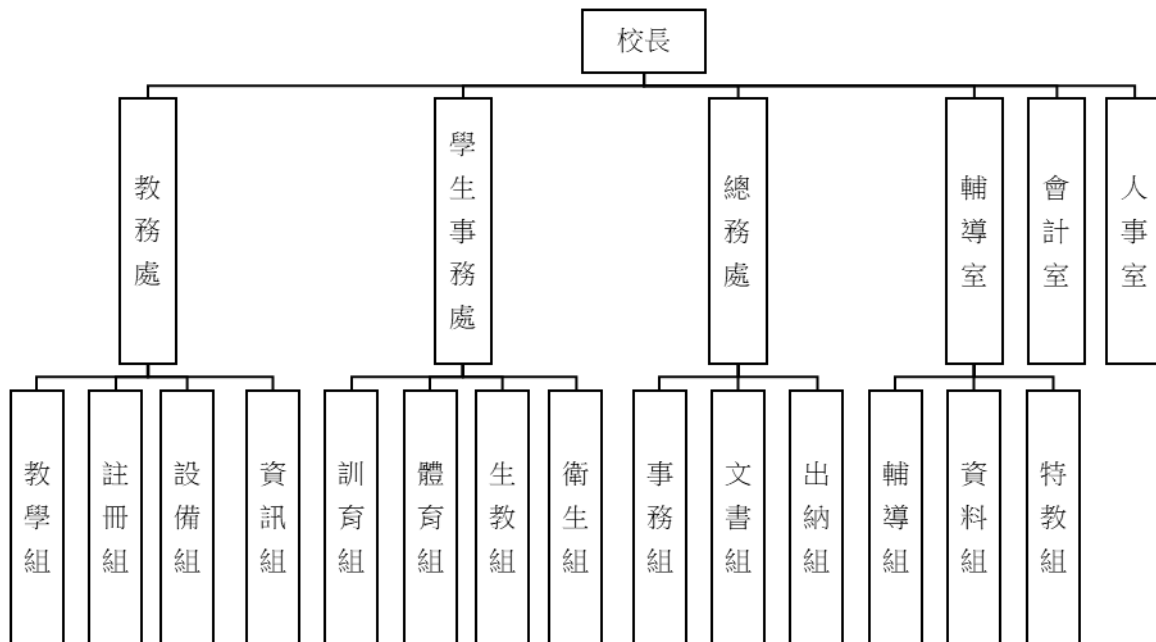 校長
教務處
學生事務處
總務處
輔導室
會計室
人事室
教學組
註冊組
設備組
資訊組
訓育組
體育組
生教組
衛生組
事務組
文書組
出納組
輔導組
資料組
特教組